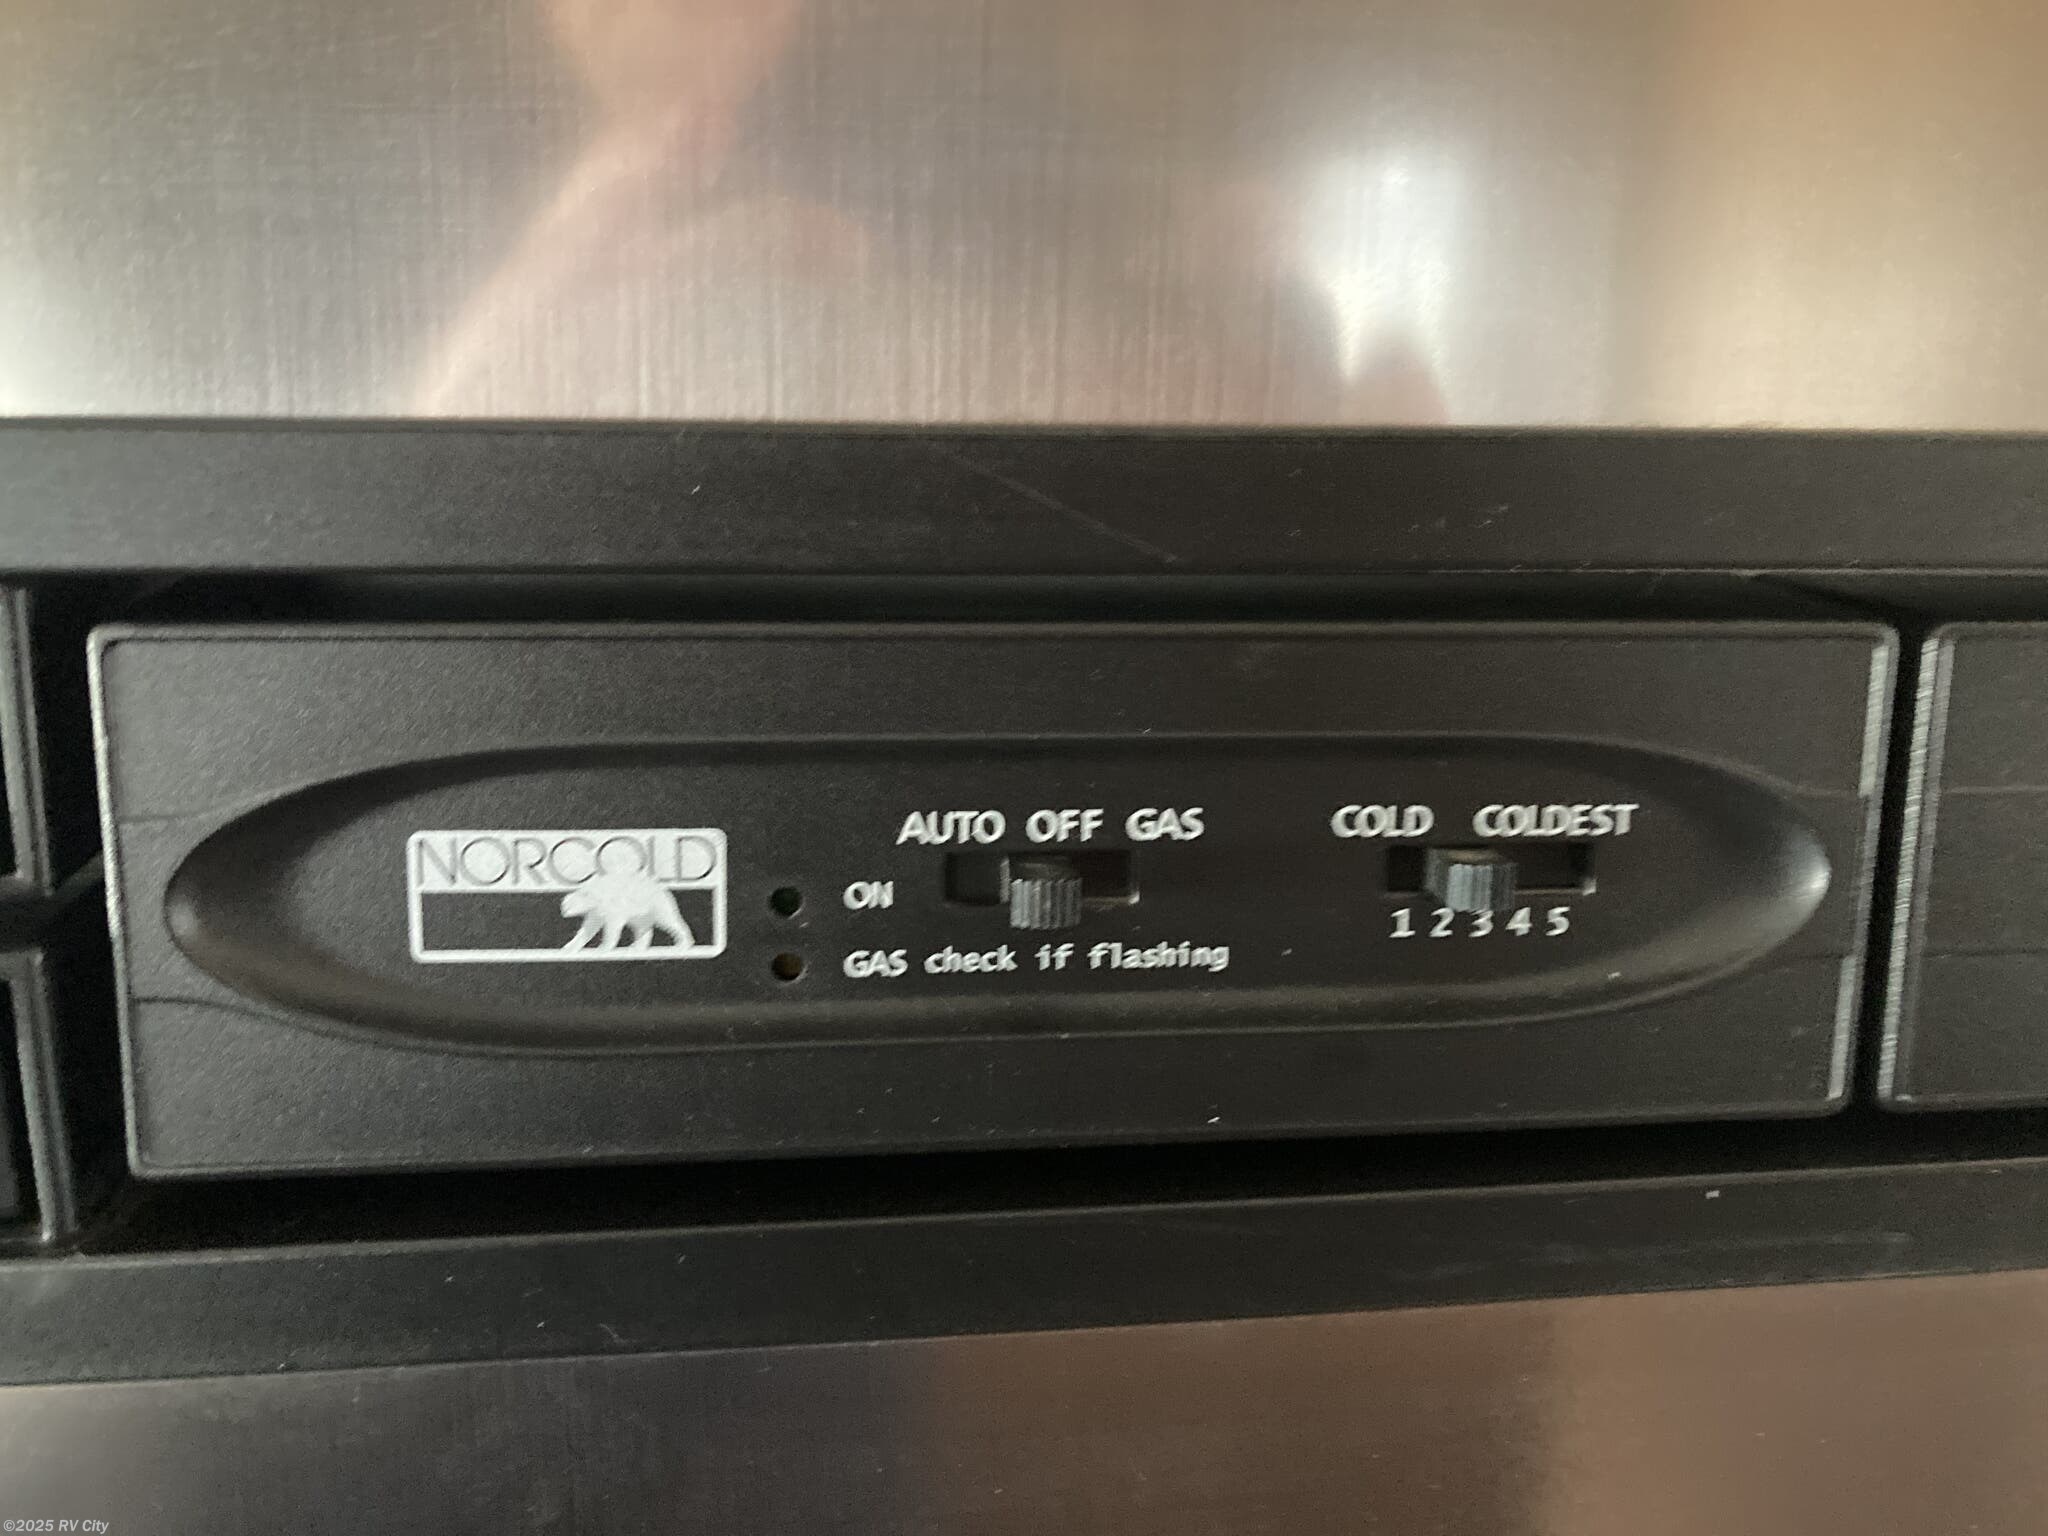 NORCOLD
AUTO OFF GAS
ON
GAS check if flashing
COLD COLDEST
1 2 3 4 5
©2025 RV City